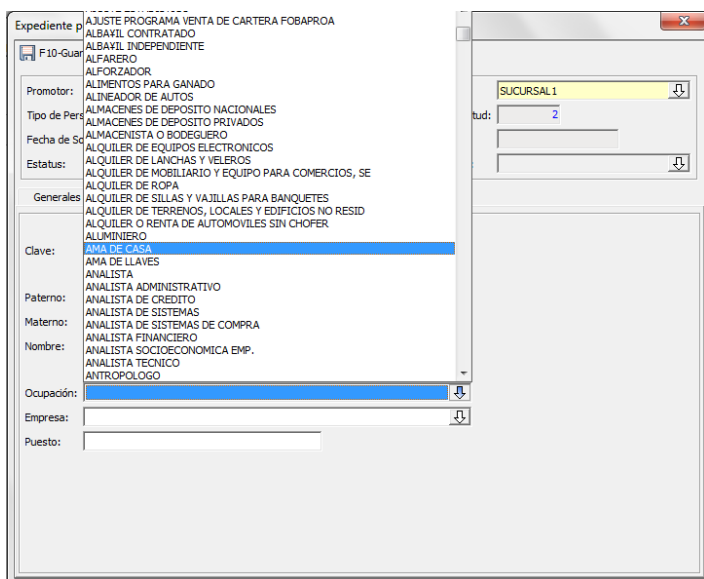 Expediente p
F10-Guar
Promotor:
SUCURSAL1
Tipo de Pers
tud:
2
Fecha de So
Estatus:
:
Generales
AJUSTE PROGRAMA VENTA DE CARTERA FOBAPROA
ALBA¥IL CONTRATADO
ALBA¥IL INDEPENDIENTE
ALFARERO
ALFORZADOR
ALIMENTOS PARA GANADO
ALINEADOR DE AUTOS
ALMACENES DE DEPOSITO NACIONALES
ALMACENES DE DEPOSITO PRIVADOS
ALMACENISTA O BODEGUERO
ALQUILER DE EQUIPOS ELECTRONICOS
ALQUILER DE LANCHAS Y VELEROS
ALQUILER DE MOBILIARIO Y EQUIPO PARA COMERCIOS, SE
ALQUILER DE ROPA
ALQUILER DE SILLAS Y VAJILLAS PARA BANQUETES
ALQUILER DE TERRENOS, LOCALES Y EDIFICIOS NO RESID
ALQUILER O RENTA DE AUTOMOVILES SIN CHOFER
ALUMINIERO
AMA DE CASA
AMA DE LLAVES
ANALISTA
ANALISTA ADMINISTRATIVO
ANALISTA DE CREDITO
ANALISTA DE SISTEMAS
ANALISTA DE SISTEMAS DE COMPRA
ANALISTA FINANCIERO
ANALISTA SOCIOECONOMICA EMP.
ANALISTA TECNICO
ANTROPOLOGO
Clave:
Paterno:
Materno:
Nombre:
Ocupación:
Empresa:
Puesto: